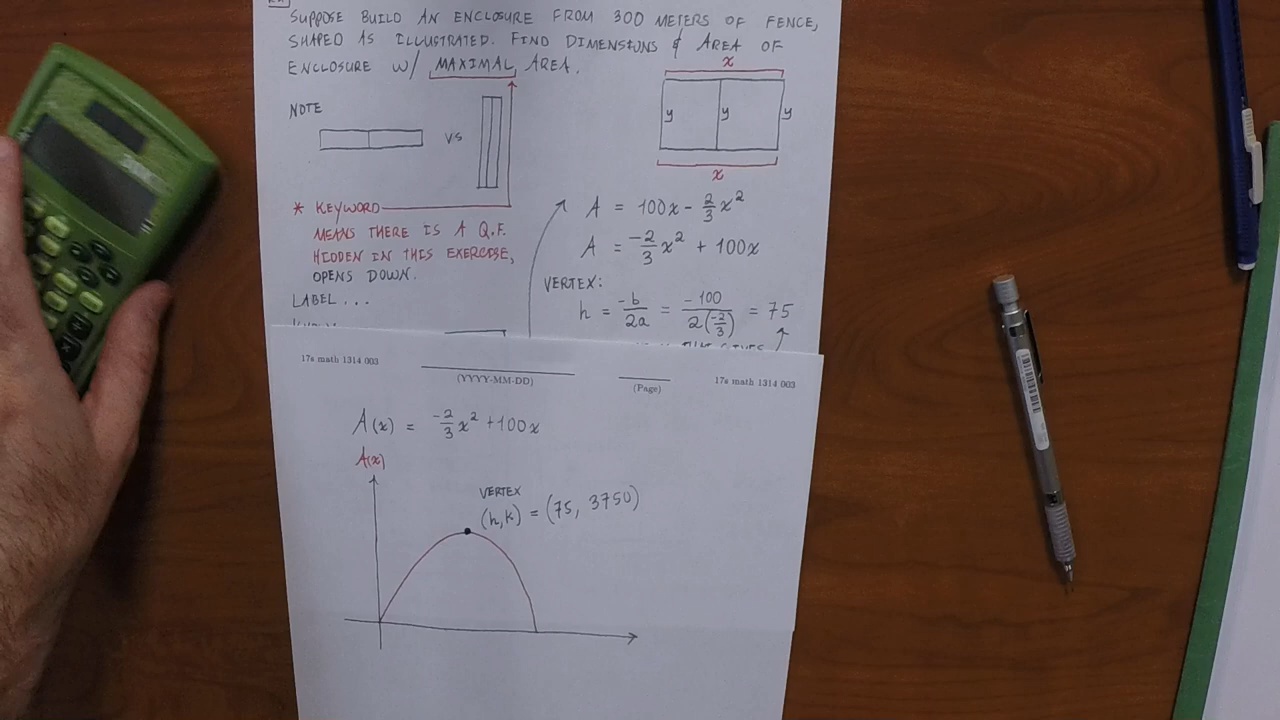 SUPPOSE BUILD AN ENCLOSURE FROM 300 METERS OF FENCE,
SHAPED AS ILLUSTRATED. FIND DIMENSIONS & AREA OF
ENCLOSURE W/ MAXIMAL AREA.
NOTE
VS
x
y y y
x
* KEYWORD
MEANS THERE IS A Q.F.
HIDDEN IN THIS EXERCISE,
OPENS DOWN.
LABEL ...
A = 100x - 2/3 x²
A = -2/3 x² + 100x
VERTEX:
h = -b/2a = -100/2(-2/3) = 75
17s math 1314 003
(YYYY-MM-DD)
(Page)
17s math 1314 003
A(x) = -2/3 x² + 100x
A(x)
VERTEX
(h,k) = (75, 3750)